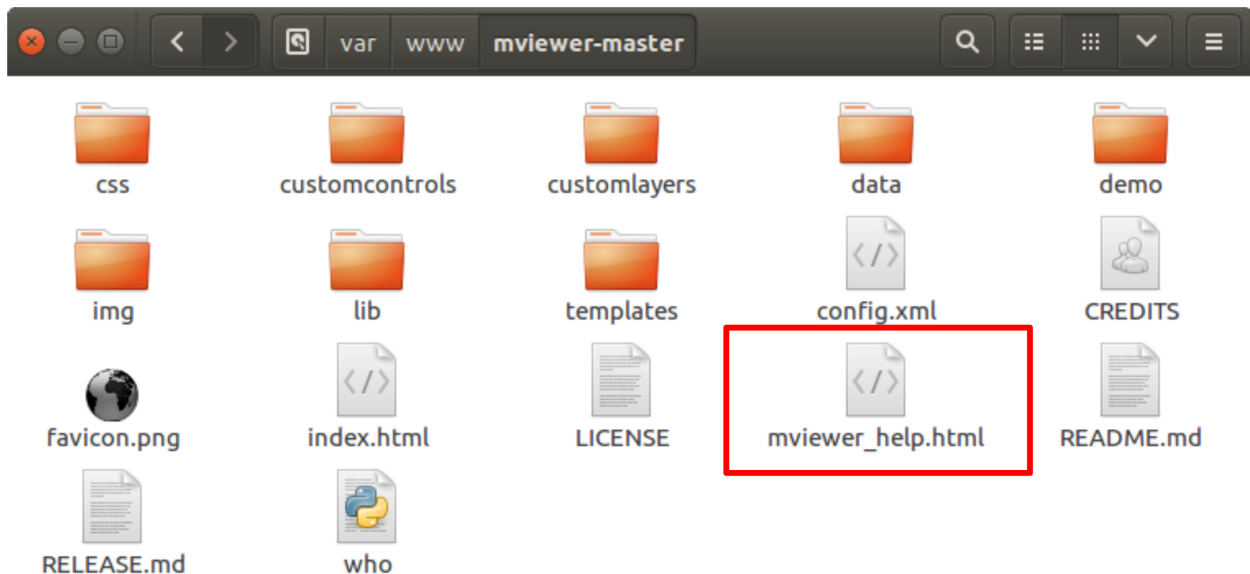 var www mviewer-master
css customcontrols customlayers data demo
img lib templates config.xml CREDITS
favicon.png index.html LICENSE mviewer_help.html README.md
RELEASE.md who